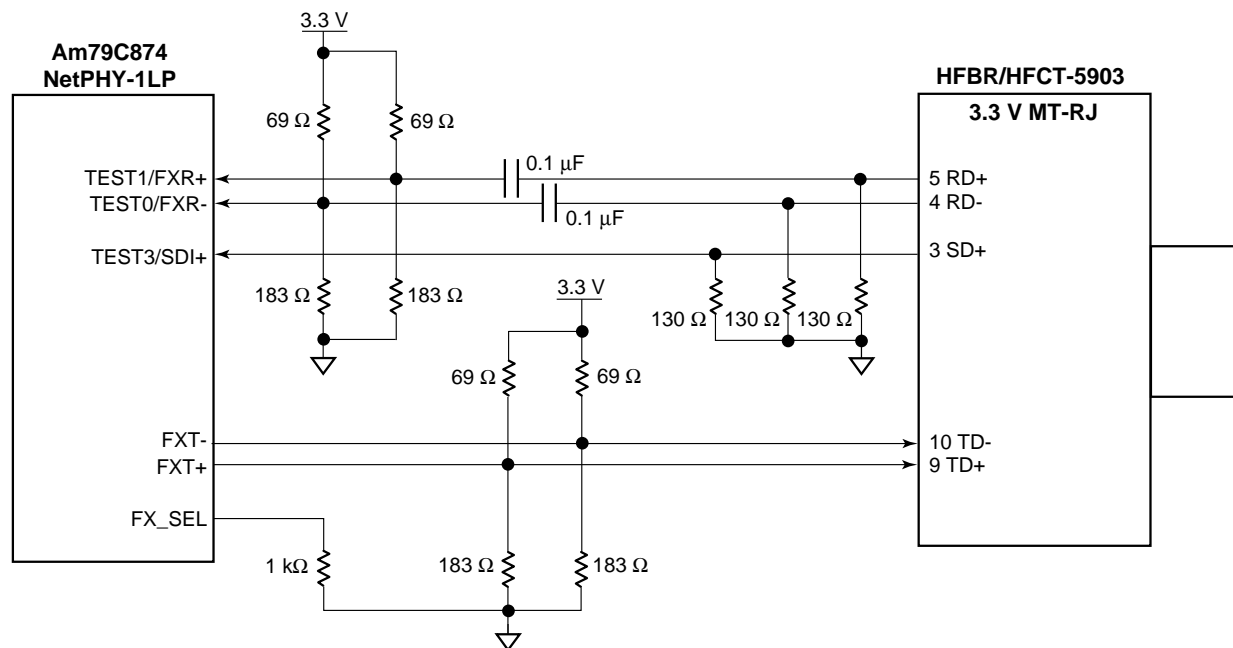 3.3 V
Am79C874
NetPHY-1LP
HFBR/HFCT-5903
3.3 V MT-RJ
69 Ω
69 Ω
0.1 μF
TEST1/FXR+
5 RD+
TEST0/FXR-
4 RD-
0.1 μF
TEST3/SDI+
3 SD+
183 Ω
183 Ω
3.3 V
130 Ω
130 Ω
130 Ω
69 Ω
69 Ω
FXT-
10 TD-
FXT+
9 TD+
FX_SEL
1 kΩ
183 Ω
183 Ω